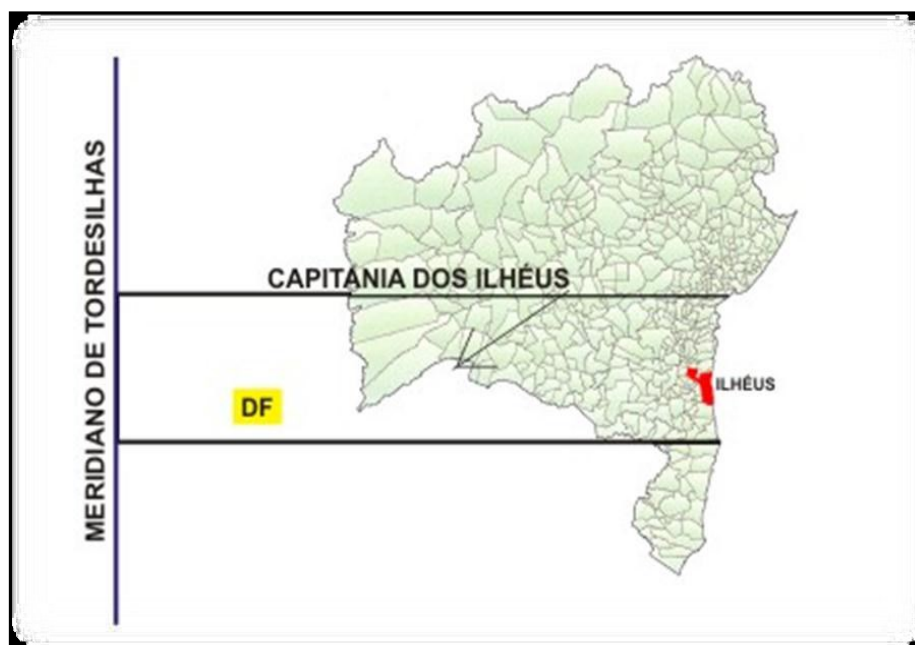 MERIDIANO DE TORDESILHAS
CAPITANIA DOS ILHÉUS
DF
ILHÉUS